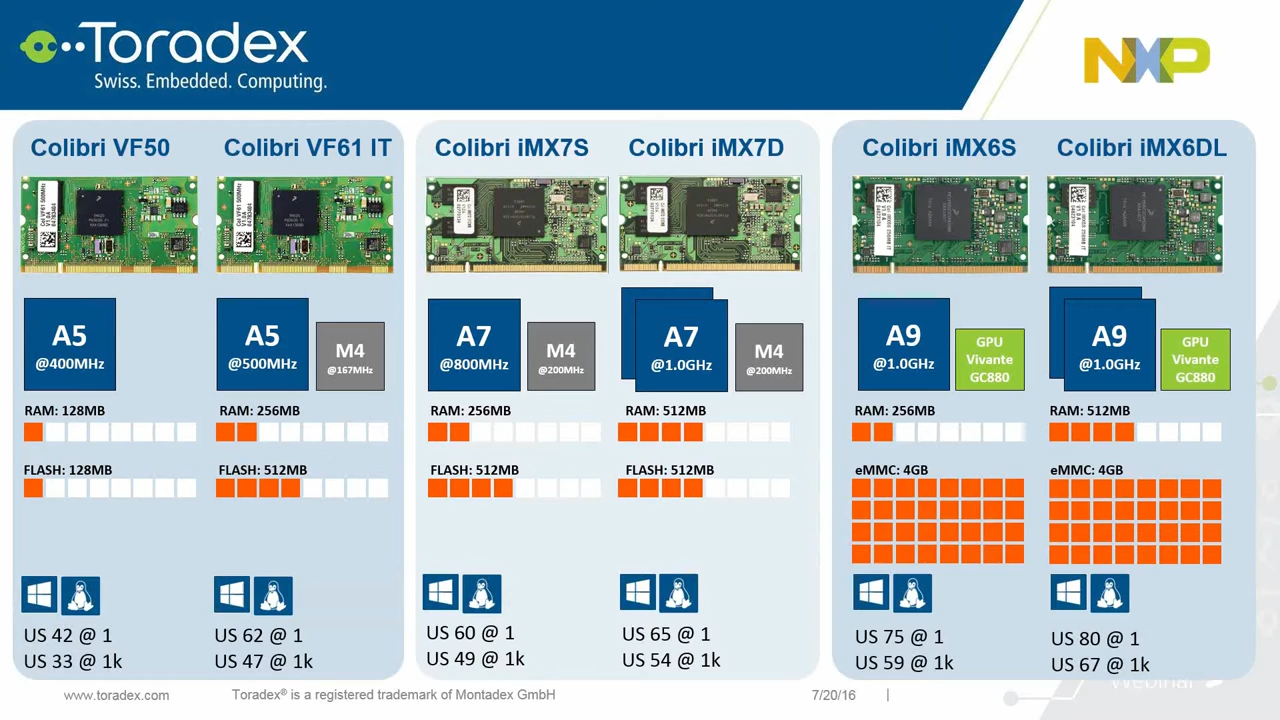 Toradex
Swiss. Embedded. Computing.
NXP
Colibri VF50
A5
@400MHz
RAM: 128MB
FLASH: 128MB
US 42 @ 1
US 33 @ 1k
Colibri VF61 IT
A5
@500MHz
M4
@167MHz
RAM: 256MB
FLASH: 512MB
US 62 @ 1
US 47 @ 1k
Colibri iMX7S
A7
@800MHz
M4
@200MHz
RAM: 256MB
FLASH: 512MB
US 60 @ 1
US 49 @ 1k
Colibri iMX7D
A7
@1.0GHz
M4
@200MHz
RAM: 512MB
FLASH: 512MB
US 65 @ 1
US 54 @ 1k
Colibri iMX6S
A9
@1.0GHz
GPU
Vivante
GC880
RAM: 256MB
eMMC: 4GB
US 75 @ 1
US 59 @ 1k
Colibri iMX6DL
A9
@1.0GHz
GPU
Vivante
GC880
RAM: 512MB
eMMC: 4GB
US 80 @ 1
US 67 @ 1k
www.toradex.com
Toradex® is a registered trademark of Montadex GmbH
7/20/16
Webinar